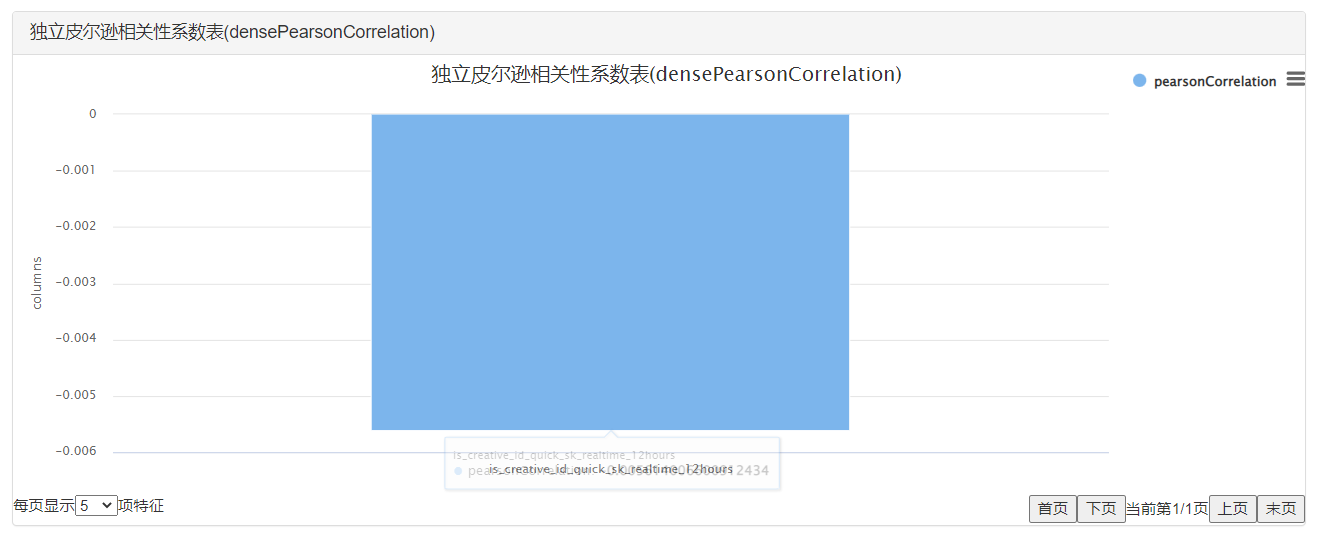 独立皮尔逊相关性系数表(densePearsonCorrelation)
独立皮尔逊相关性系数表(densePearsonCorrelation)
pearsonCorrelation
0
-0.001
-0.002
-0.003
-0.004
-0.005
-0.006
columns
is_creative_id_quick_sk_realtime_12hours
is_creative_id_quick_sk_realtime_12hours
每页显示 5 项特征
首页 下页 当前第1/1页 上页 末页